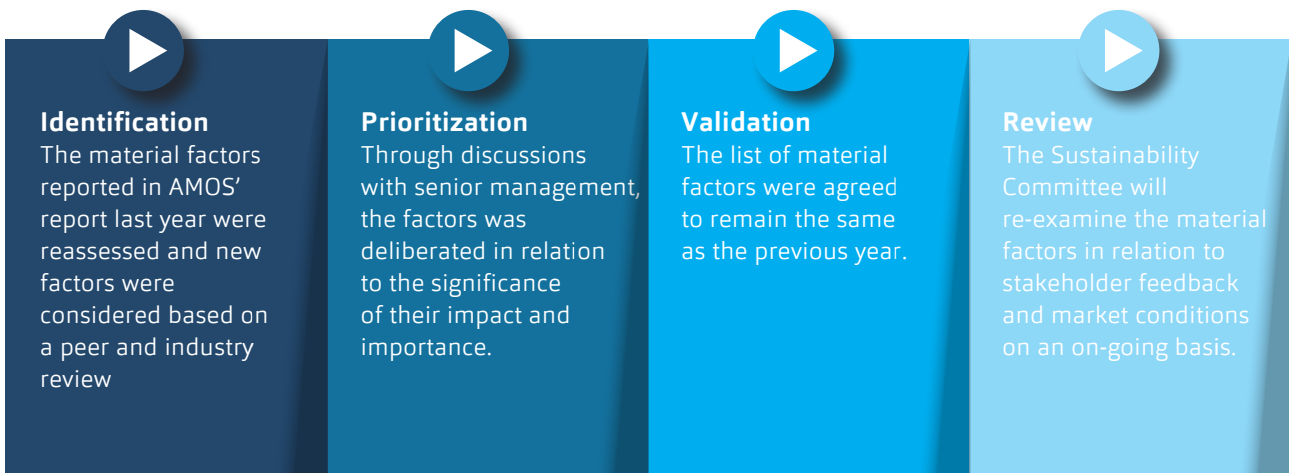 Identification
The material factors
reported in AMOS’
report last year were
reassessed and new
factors were
considered based on
a peer and industry
review
Prioritization
Through discussions
with senior management,
the factors was
deliberated in relation
to the significance
of their impact and
importance.
Validation
The list of material
factors were agreed
to remain the same
as the previous year.
Review
The Sustainability
Committee will
re-examine the material
factors in relation to
stakeholder feedback
and market conditions
on an on-going basis.